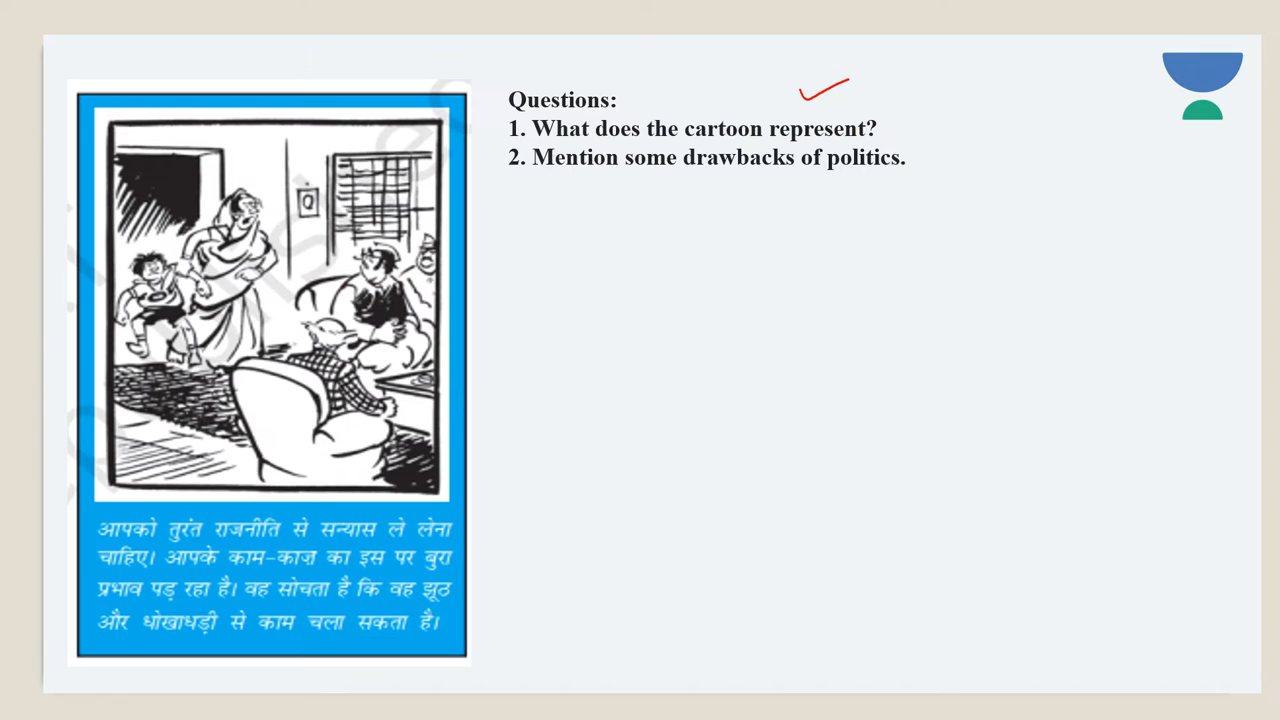 Questions:
1. What does the cartoon represent?
2. Mention some drawbacks of politics.
आपको तुरंत राजनीति से सन्यास ले लेना
चाहिए। आपके काम-काज़ का इस पर बुरा
प्रभाव पड़ रहा है। वह सोचता है कि वह झूठ
और धोखाधड़ी से काम चला सकता है।